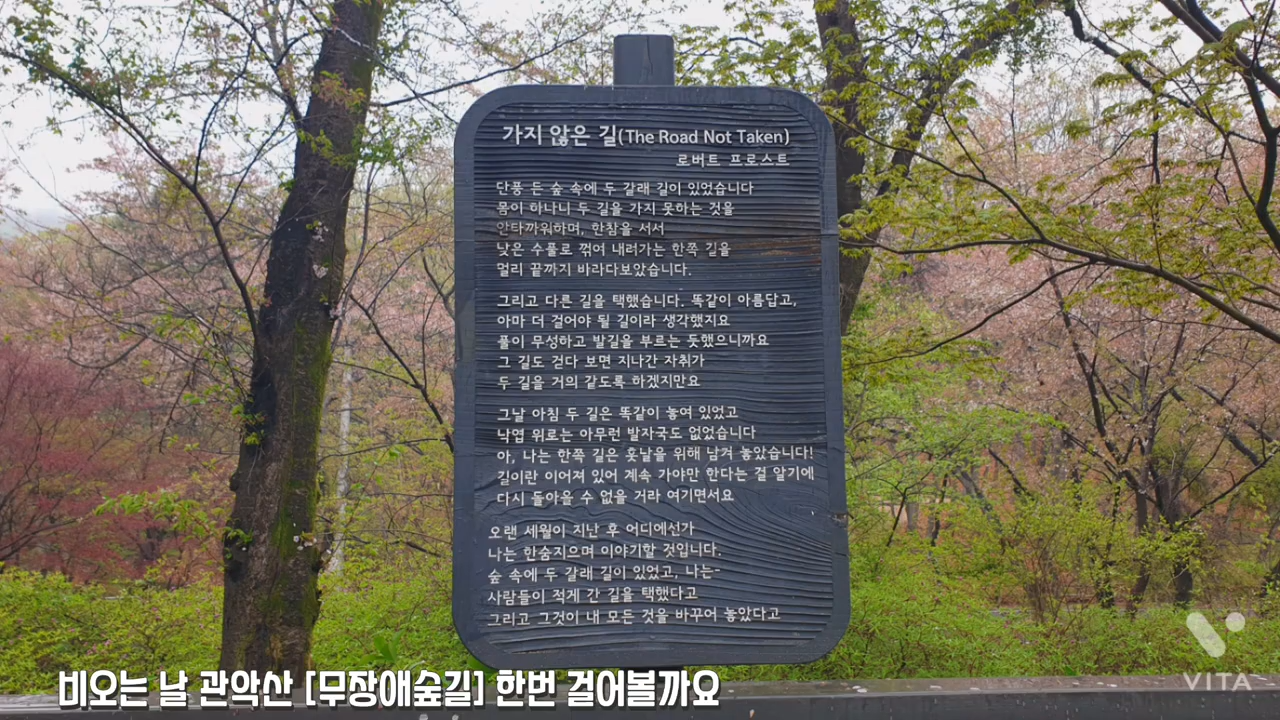 가지 않은 길(The Road Not Taken)
로버트 프로스트
단풍 든 숲 속에 두 갈래 길이 있었습니다
몸이 하나니 두 길을 가지 못하는 것을
안타까워하며, 한참을 서서
낮은 수풀로 꺾여 내려가는 한쪽 길을
멀리 끝까지 바라다보았습니다.
그리고 다른 길을 택했습니다. 똑같이 아름답고,
아마 더 걸어야 될 길이라 생각했지요
풀이 무성하고 발길을 부르는 듯했으니까요
그 길도 걷다 보면 지나간 자취가
두 길을 거의 같도록 하겠지만요
그날 아침 두 길은 똑같이 놓여 있었고
낙엽 위로는 아무런 발자국도 없었습니다
아, 나는 한쪽 길은 훗날을 위해 남겨 놓았습니다!
길이란 이어져 있어 계속 가야만 한다는 걸 알기에
다시 돌아올 수 없을 거라 여기면서요
오랜 세월이 지난 후 어디에선가
나는 한숨지으며 이야기할 것입니다.
숲 속에 두 갈래 길이 있었고, 나는-
사람들이 적게 간 길을 택했다고
그리고 그것이 내 모든 것을 바꾸어 놓았다고
비오는 날 관악산 [무장애숲길] 한번 걸어볼까요
VITA